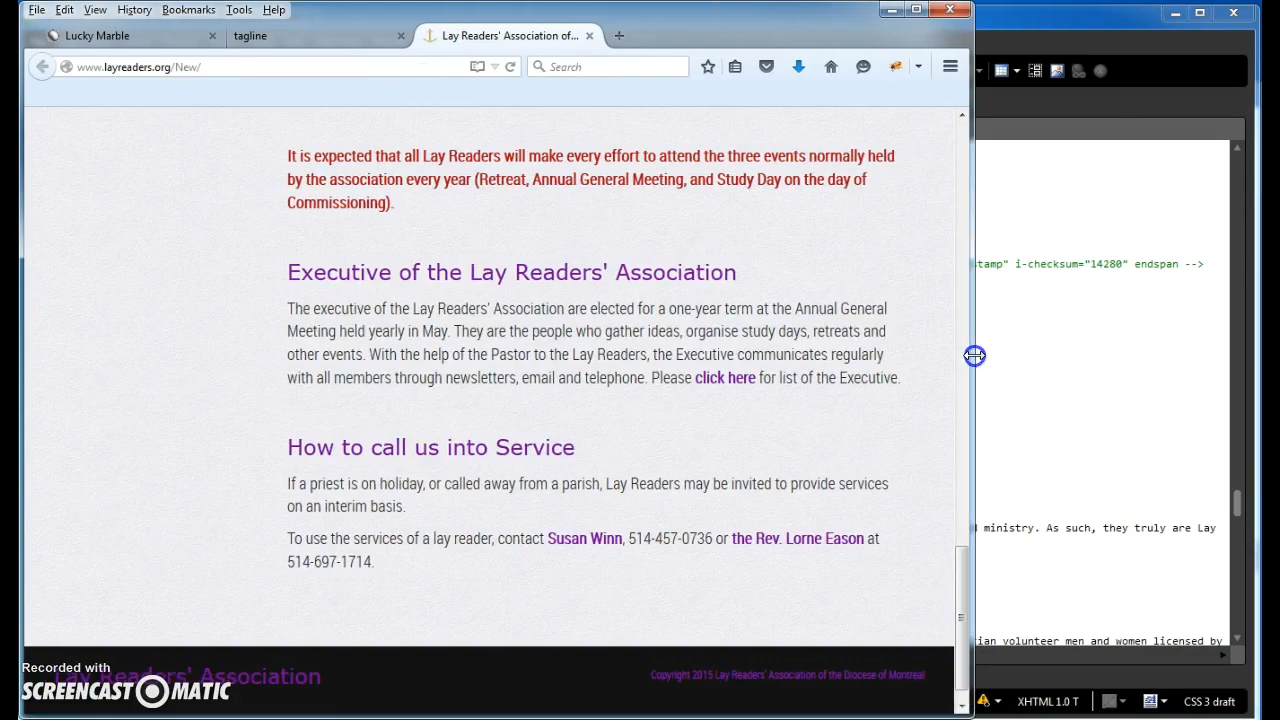 File Edit View History Bookmarks Tools Help
Lucky Marble
tagline
Lay Readers' Association of...
www.layreaders.org/New/
Search
It is expected that all Lay Readers will make every effort to attend the three events normally held
by the association every year (Retreat, Annual General Meeting, and Study Day on the day of
Commissioning).
Executive of the Lay Readers' Association
The executive of the Lay Readers' Association are elected for a one-year term at the Annual General
Meeting held yearly in May. They are the people who gather ideas, organise study days, retreats and
other events. With the help of the Pastor to the Lay Readers, the Executive communicates regularly
with all members through newsletters, email and telephone. Please click here for list of the Executive.
How to call us into Service
If a priest is on holiday, or called away from a parish, Lay Readers may be invited to provide services
on an interim basis.
To use the services of a lay reader, contact Susan Winn, 514-457-0736 or the Rev. Lorne Eason at
514-697-1714.
Lay Readers' Association
Copyright 2015 Lay Readers' Association of the Diocese of Montreal
Recorded with
SCREENCAST-O-MATIC
stamp" i-checksum="14280" endspan -->
ministry. As such, they truly are Lay
ian volunteer men and women licensed by
XHTML 1.0 T
CSS 3 draft